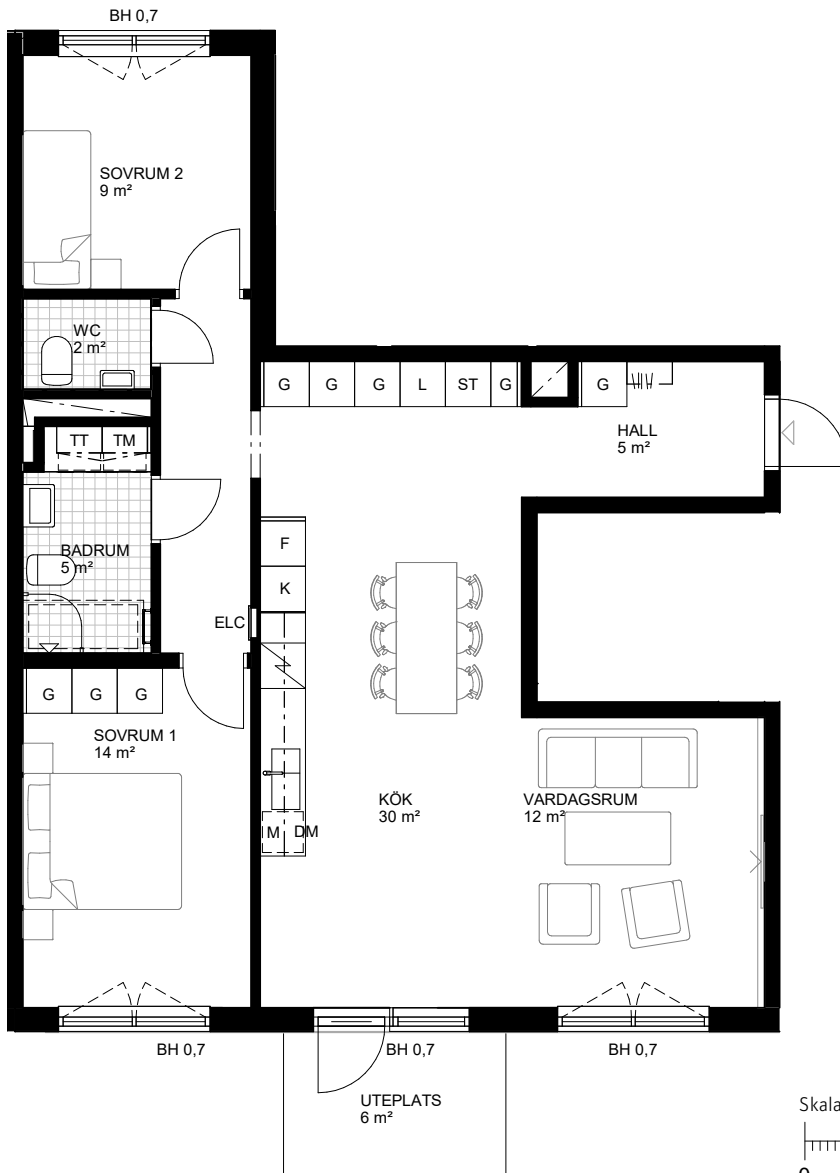 BH 0,7
SOVRUM 2
9 m²
WC
2 m²
G G G L ST G G
HALL
5 m²
TT TM
F
BADRUM
5 m²
K
ELC
G G G
SOVRUM 1
14 m²
KÖK
30 m²
VARDAGSRUM
12 m²
M DM
BH 0,7 BH 0,7 BH 0,7
UTEPLATS
6 m²
Skala